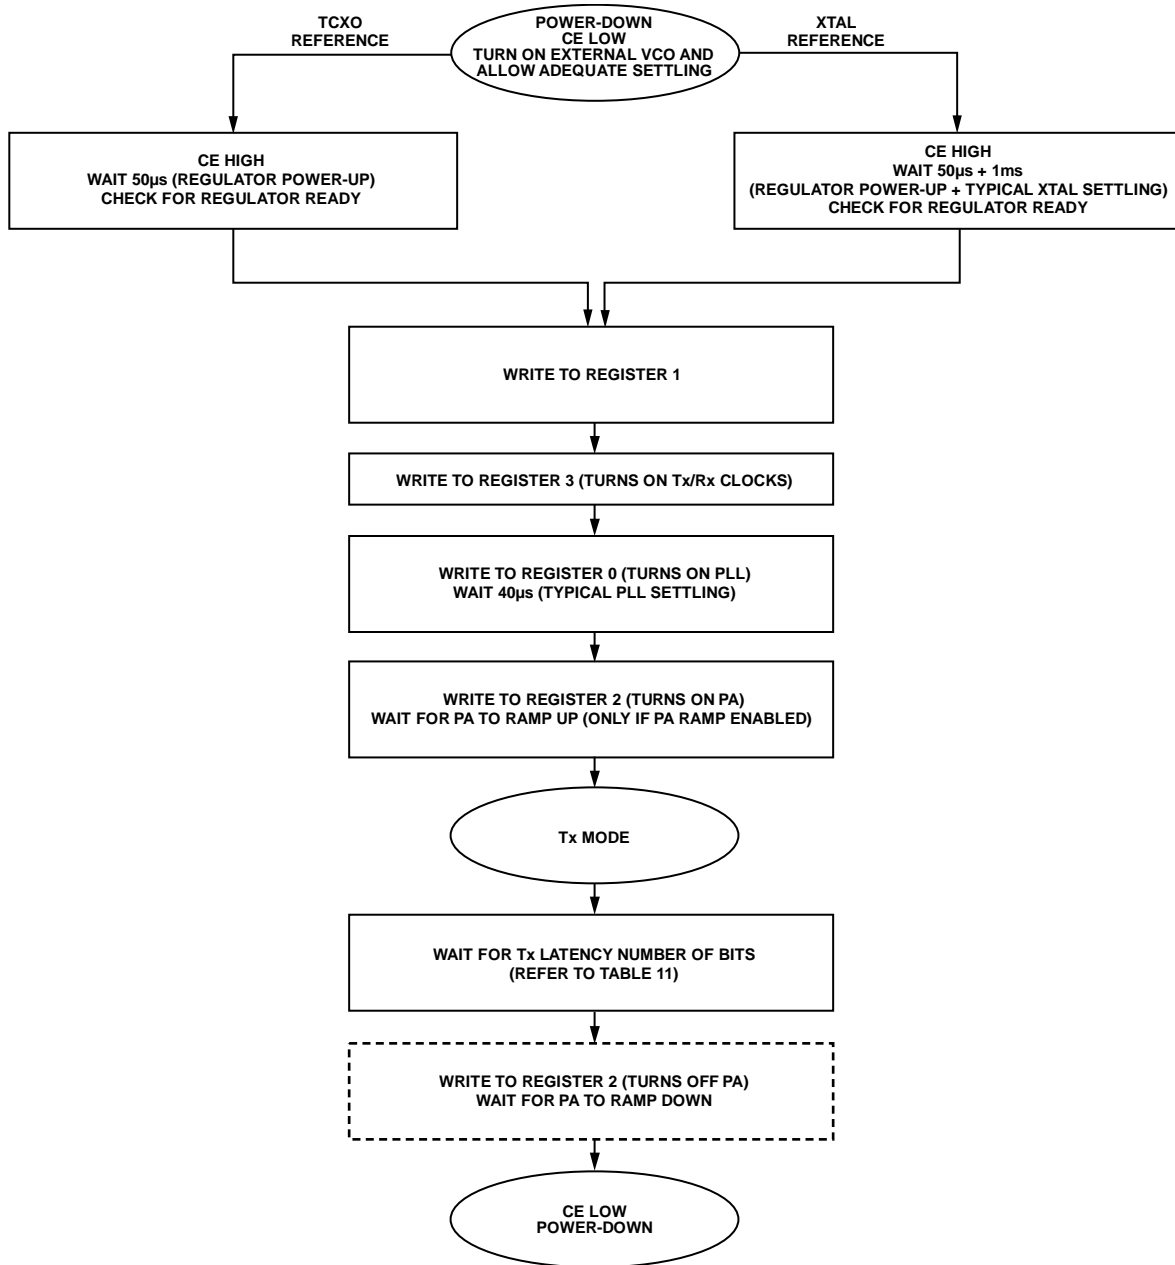 TCXO
REFERENCE
POWER-DOWN
CE LOW
TURN ON EXTERNAL VCO AND
ALLOW ADEQUATE SETTLING
XTAL
REFERENCE
CE HIGH
WAIT 50µs (REGULATOR POWER-UP)
CHECK FOR REGULATOR READY
CE HIGH
WAIT 50µs + 1ms
(REGULATOR POWER-UP + TYPICAL XTAL SETTLING)
CHECK FOR REGULATOR READY
WRITE TO REGISTER 1
WRITE TO REGISTER 3 (TURNS ON Tx/Rx CLOCKS)
WRITE TO REGISTER 0 (TURNS ON PLL)
WAIT 40µs (TYPICAL PLL SETTLING)
WRITE TO REGISTER 2 (TURNS ON PA)
WAIT FOR PA TO RAMP UP (ONLY IF PA RAMP ENABLED)
Tx MODE
WAIT FOR Tx LATENCY NUMBER OF BITS
(REFER TO TABLE 11)
WRITE TO REGISTER 2 (TURNS OFF PA)
WAIT FOR PA TO RAMP DOWN
CE LOW
POWER-DOWN